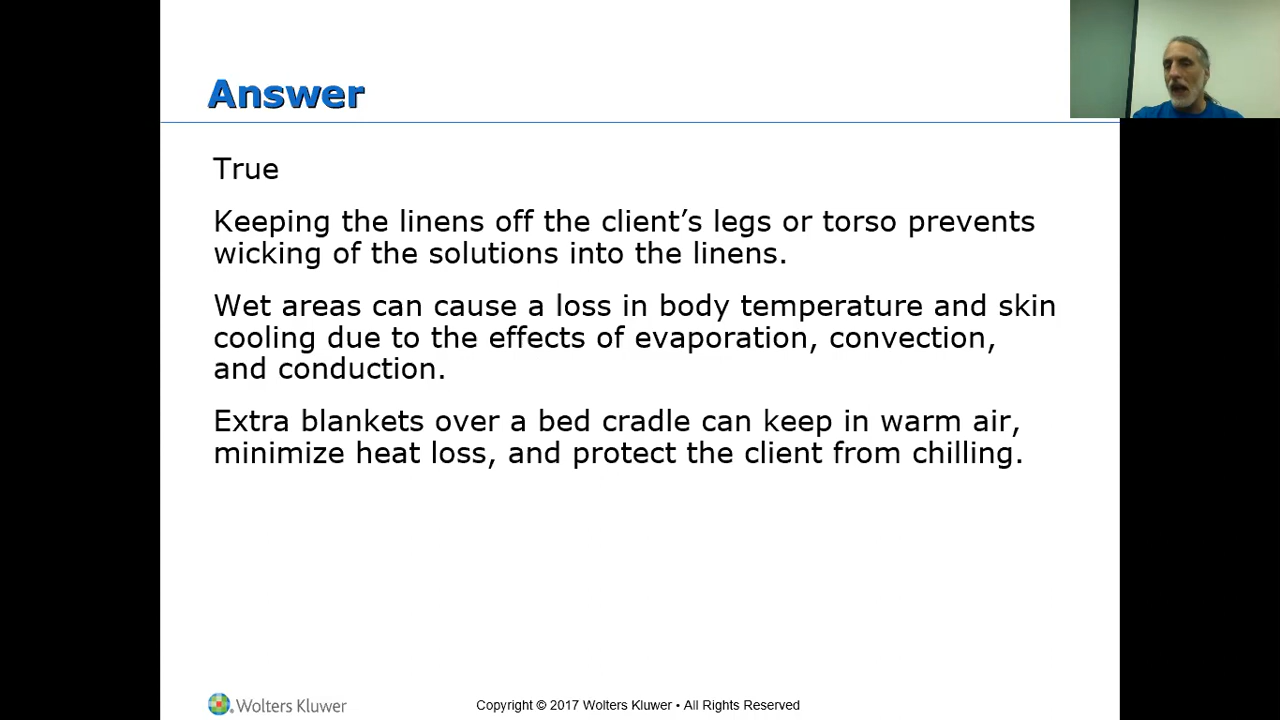 Answer
True
Keeping the linens off the client’s legs or torso prevents
wicking of the solutions into the linens.
Wet areas can cause a loss in body temperature and skin
cooling due to the effects of evaporation, convection,
and conduction.
Extra blankets over a bed cradle can keep in warm air,
minimize heat loss, and protect the client from chilling.
Wolters Kluwer
Copyright © 2017 Wolters Kluwer • All Rights Reserved